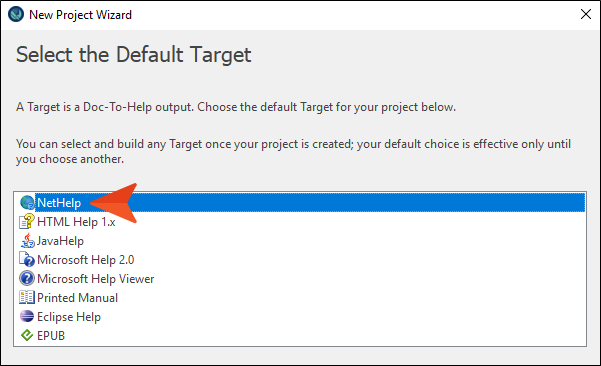 New Project Wizard
Select the Default Target
A Target is a Doc-To-Help output. Choose the default Target for your project below.
You can select and build any Target once your project is created; your default choice is effective only until
you choose another.
NetHelp
HTML Help 1.x
JavaHelp
Microsoft Help 2.0
Microsoft Help Viewer
Printed Manual
Eclipse Help
EPUB